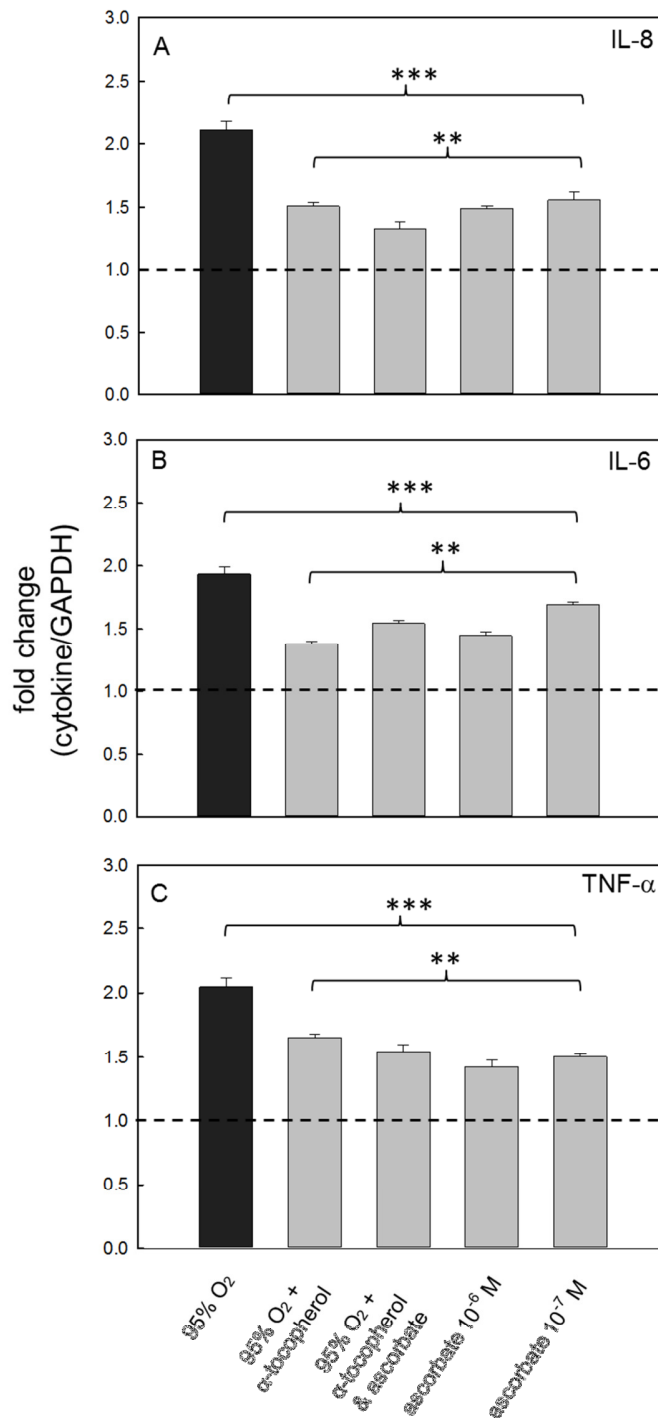 A
IL-8
3.0
2.5
2.0
1.5
1.0
0.5
0.0
***
**
B
IL-6
3.0
2.5
2.0
1.5
1.0
0.5
0.0
***
**
fold change
(cytokine/GAPDH)
C
TNF-α
3.0
2.5
2.0
1.5
1.0
0.5
0.0
***
**
95% O₂
95% O₂ +
α-tocopherol
95% O₂ +
α-tocopherol
& ascorbate
ascorbate 10⁻⁶ M
ascorbate 10⁻⁷ M